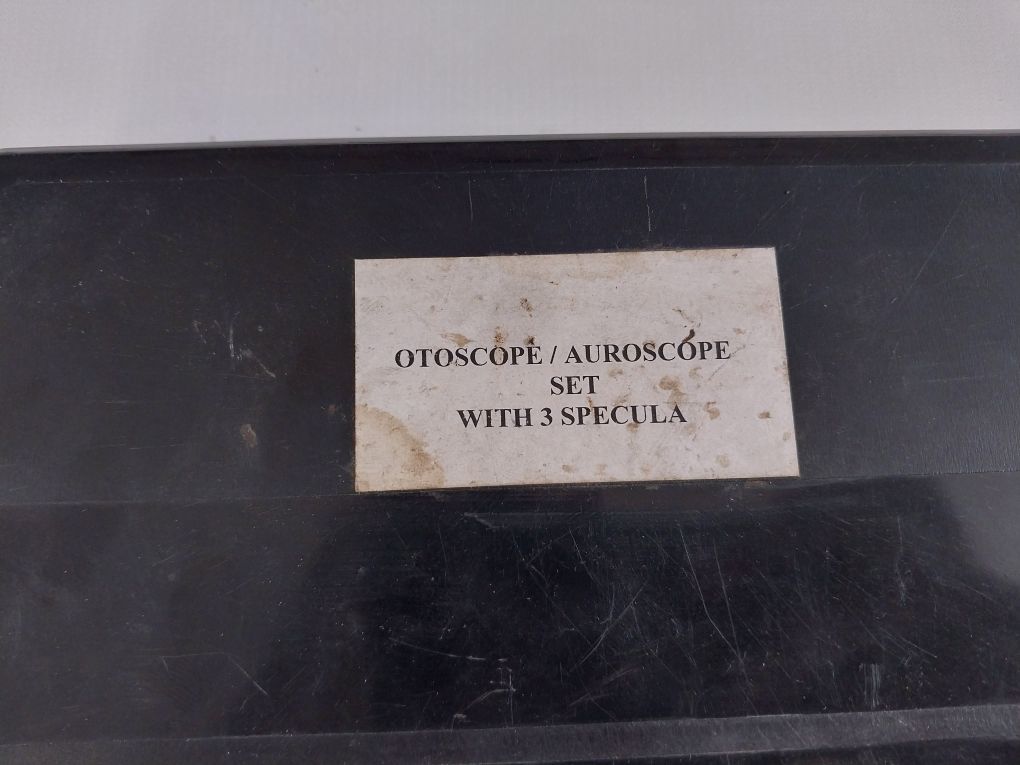 OTOSCOPE / AUROSCOPE
SET
WITH 3 SPECULA